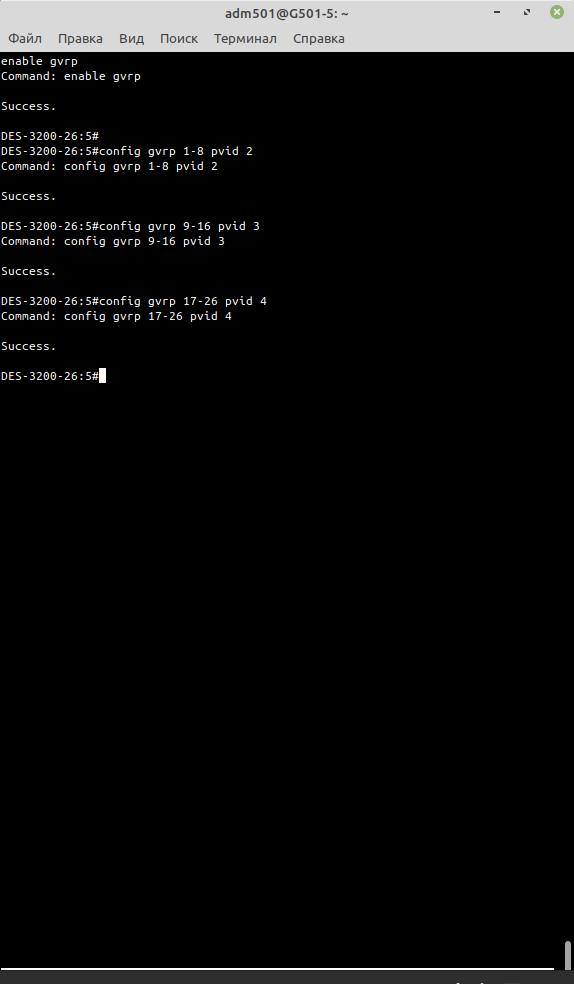 adm501@G501-5: ~
Файл Правка Вид Поиск Терминал Справка
enable gvrp
Command: enable gvrp
Success.
DES-3200-26:5#
DES-3200-26:5#config gvrp 1-8 pvid 2
Command: config gvrp 1-8 pvid 2
Success.
DES-3200-26:5#config gvrp 9-16 pvid 3
Command: config gvrp 9-16 pvid 3
Success.
DES-3200-26:5#config gvrp 17-26 pvid 4
Command: config gvrp 17-26 pvid 4
Success.
DES-3200-26:5#